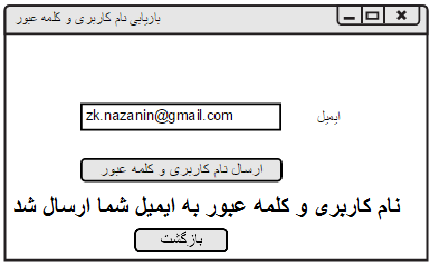 بازیابی نام کاربری و کلمه عبور
ایمیل zk.nazanin@gmail.com
ارسال نام کاربری و کلمه عبور
نام کاربری و کلمه عبور به ایمیل شما ارسال شد
بازگشت